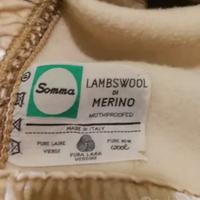 Somma
LAMBSWOOL
DI
MERINO
MOTHPROOFED
MADE IN ITALY
PURE LAINE
VIERGE
PURA LANA
VERGINE
PURE NEW
WOOL